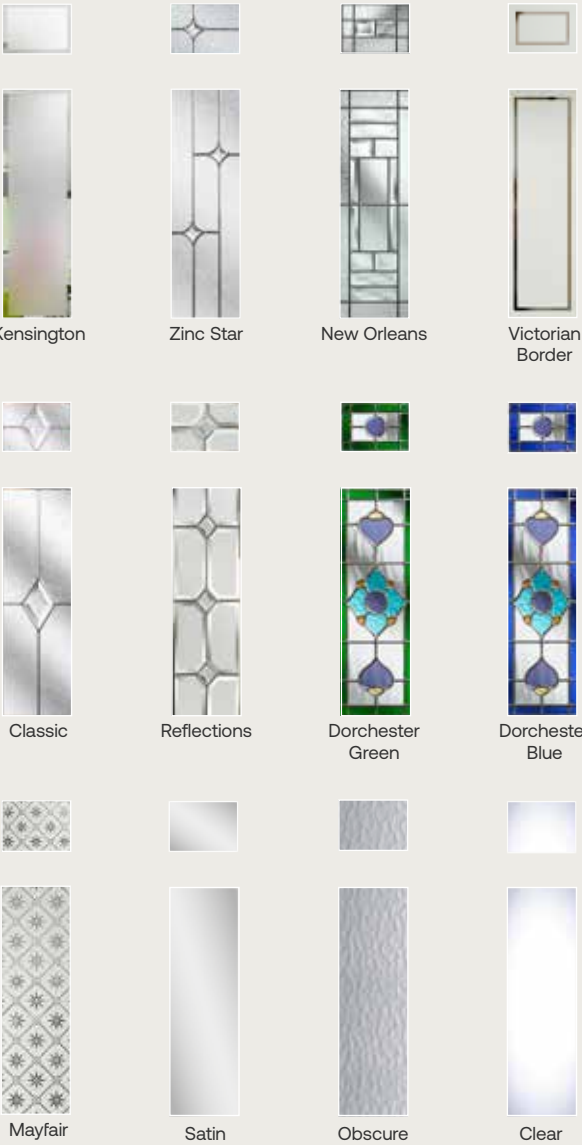 Kensington
Zinc Star
New Orleans
Victorian
Border
Classic
Reflections
Dorchester
Green
Dorcheste
Blue
Mayfair
Satin
Obscure
Clear